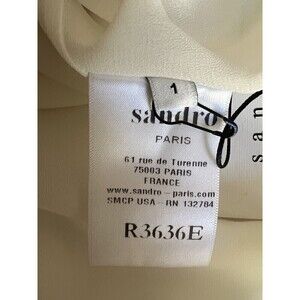 1
sandro
PARIS
61 rue de Turenne
75003 PARIS
FRANCE
www.sandro-paris.com
SMCP USA-RN 132784
R3636E
s a n